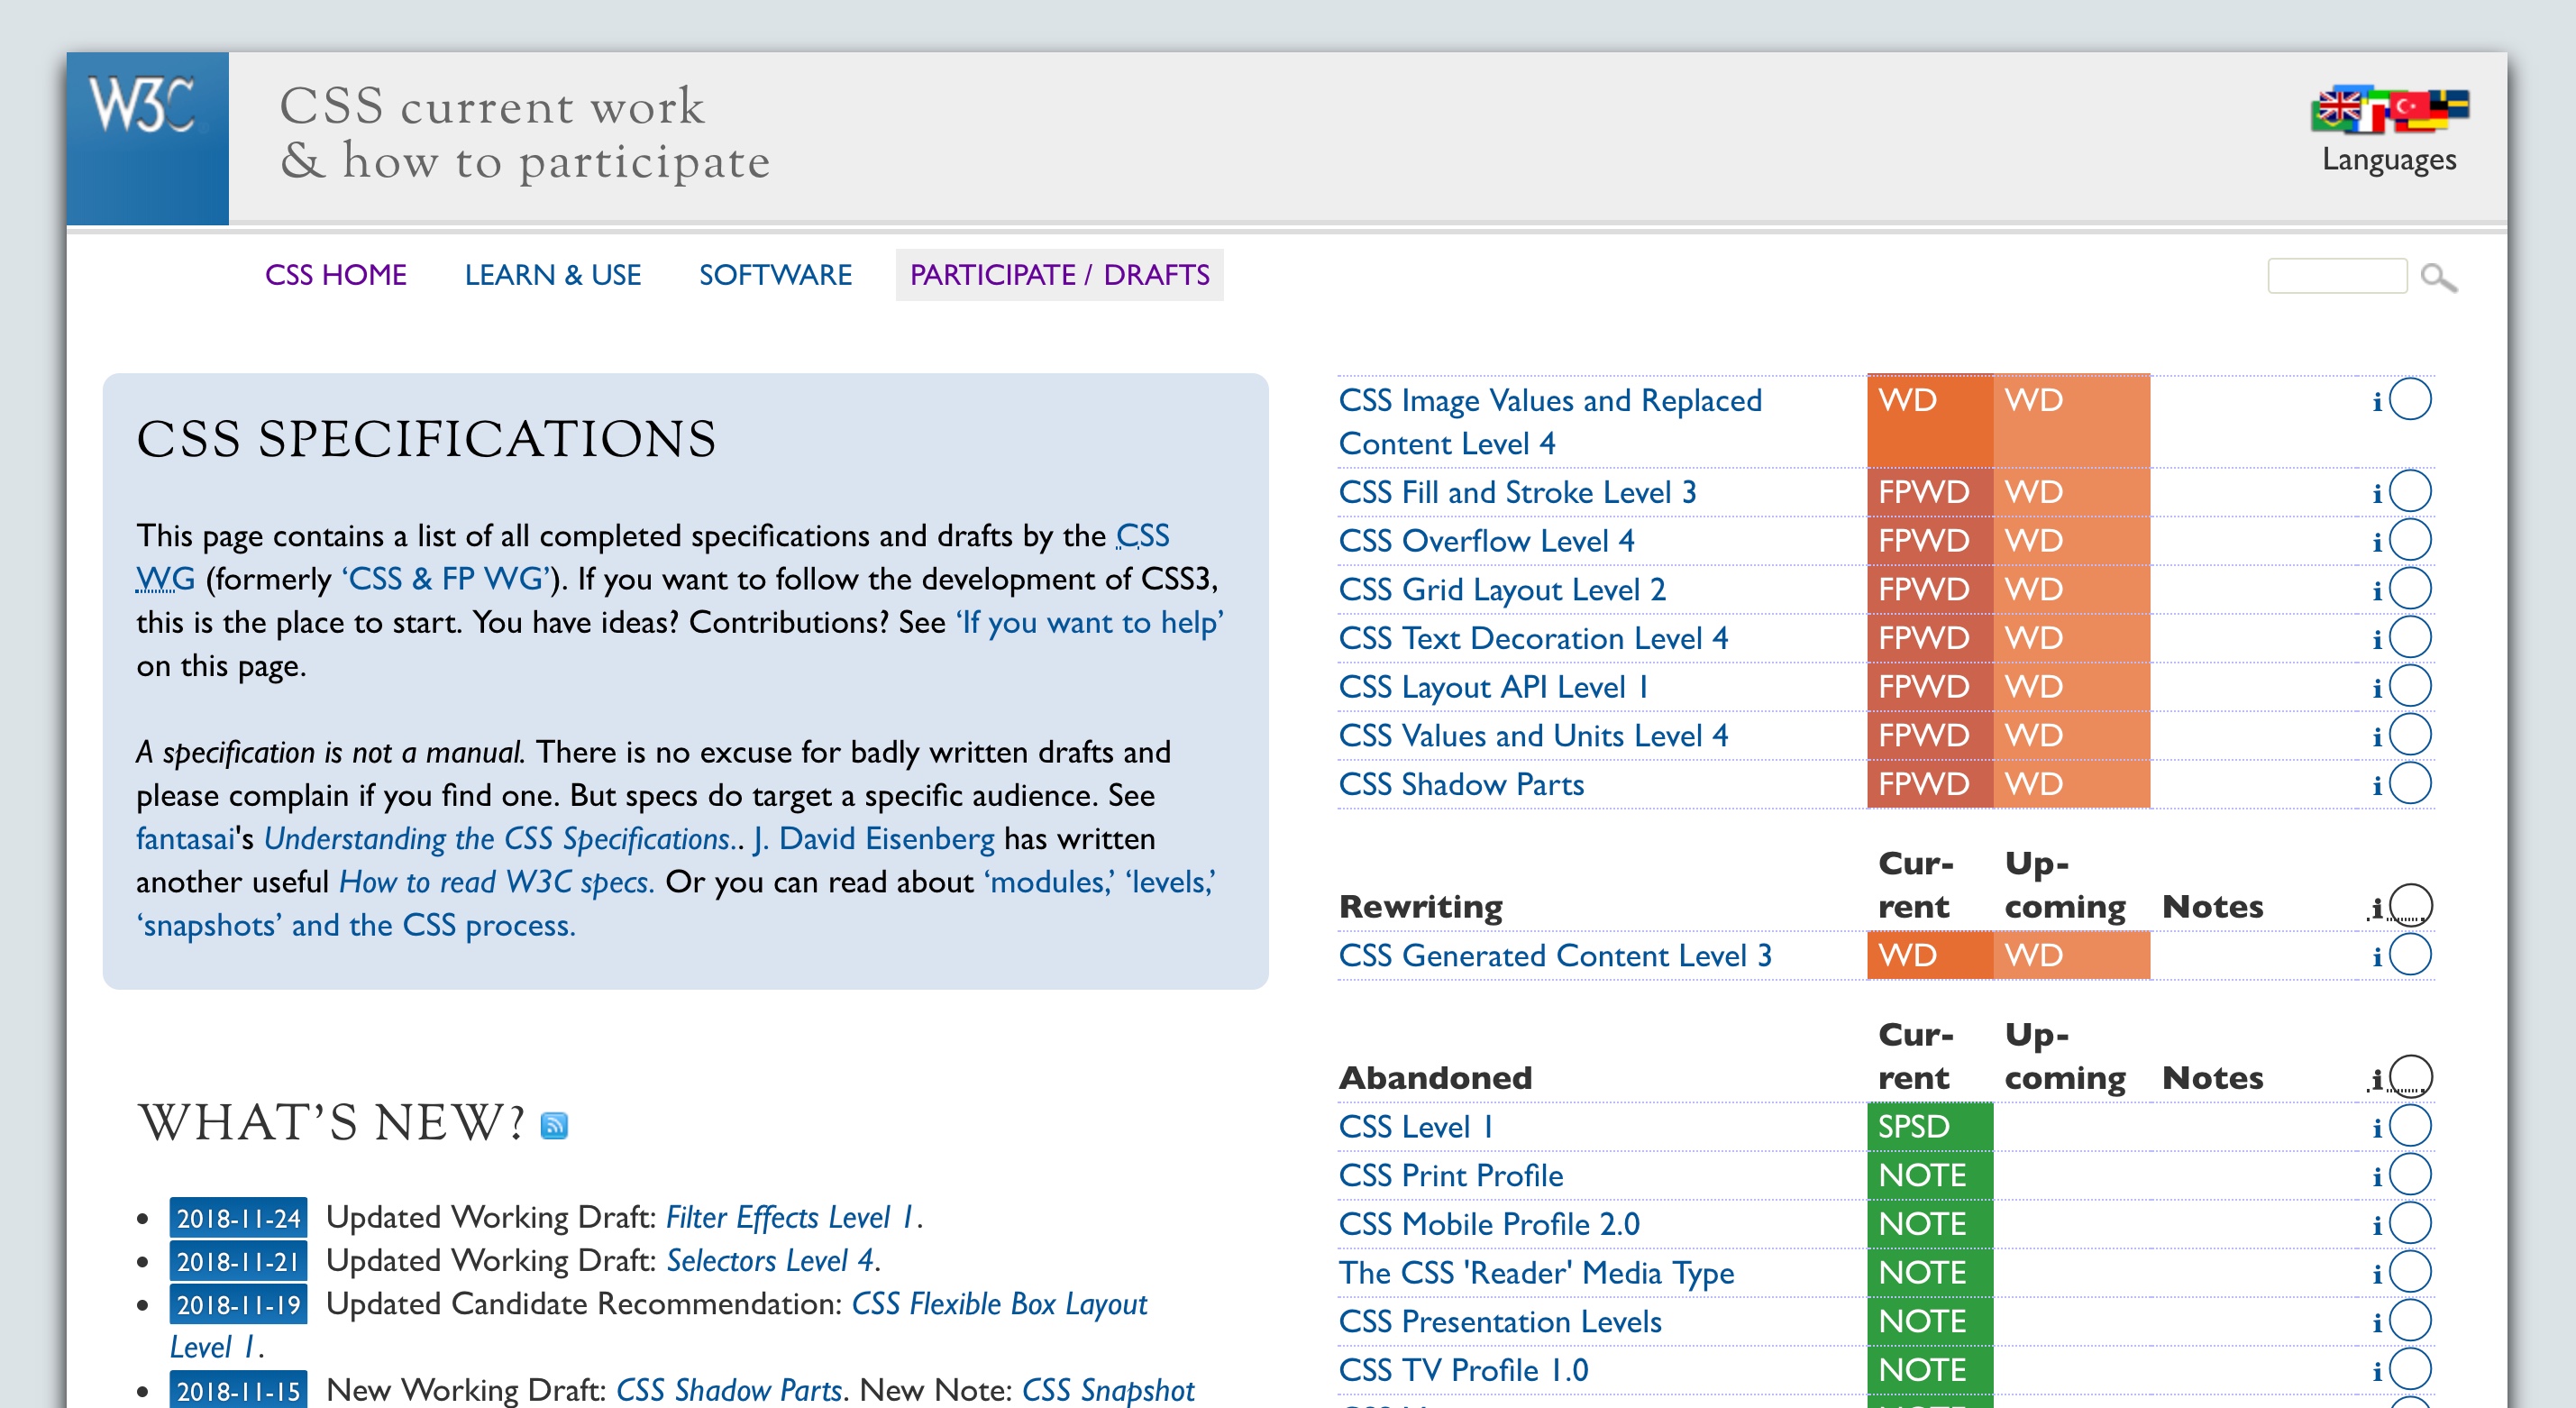 W3C
CSS current work
& how to participate
Languages
CSS HOME LEARN & USE SOFTWARE PARTICIPATE / DRAFTS
CSS SPECIFICATIONS
This page contains a list of all completed specifications and drafts by the CSS
WG (formerly ‘CSS & FP WG’). If you want to follow the development of CSS3,
this is the place to start. You have ideas? Contributions? See ‘If you want to help’
on this page.
A specification is not a manual. There is no excuse for badly written drafts and
please complain if you find one. But specs do target a specific audience. See
fantasai's Understanding the CSS Specifications.. J. David Eisenberg has written
another useful How to read W3C specs. Or you can read about ‘modules,’ ‘levels,’
‘snapshots’ and the CSS process.
WHAT’S NEW?
• 2018-11-24 Updated Working Draft: Filter Effects Level 1.
• 2018-11-21 Updated Working Draft: Selectors Level 4.
• 2018-11-19 Updated Candidate Recommendation: CSS Flexible Box Layout
Level 1.
• 2018-11-15 New Working Draft: CSS Shadow Parts. New Note: CSS Snapshot
CSS Image Values and Replaced WD WD i
Content Level 4
CSS Fill and Stroke Level 3 FPWD WD i
CSS Overflow Level 4 FPWD WD i
CSS Grid Layout Level 2 FPWD WD i
CSS Text Decoration Level 4 FPWD WD i
CSS Layout API Level 1 FPWD WD i
CSS Values and Units Level 4 FPWD WD i
CSS Shadow Parts FPWD WD i
Cur- Up-
Rewriting rent coming Notes i
CSS Generated Content Level 3 WD WD i
Cur- Up-
Abandoned rent coming Notes i
CSS Level 1 SPSD i
CSS Print Profile NOTE i
CSS Mobile Profile 2.0 NOTE i
The CSS 'Reader' Media Type NOTE i
CSS Presentation Levels NOTE i
CSS TV Profile 1.0 NOTE i